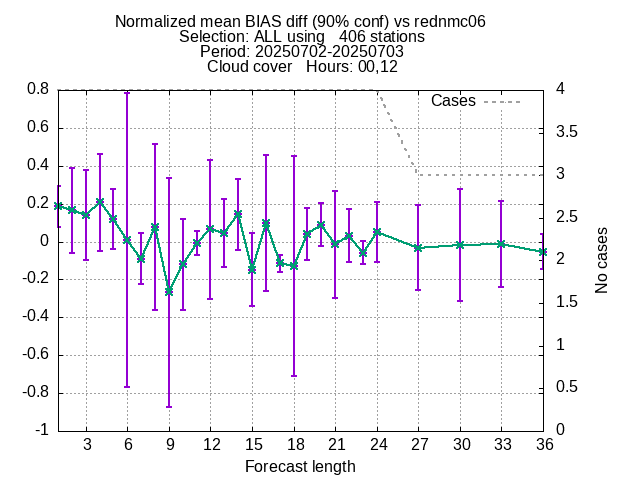 Normalized mean BIAS diff (90% conf) vs rednmc06
Selection: ALL using   406 stations
Period: 20250702-20250703
Cloud cover   Hours: 00,12
Cases
0.8
0.6
0.4
0.2
0
-0.2
-0.4
-0.6
-0.8
-1
4
3.5
3
2.5
2
1.5
1
0.5
0
No cases
3 6 9 12 15 18 21 24 27 30 33 36
Forecast length